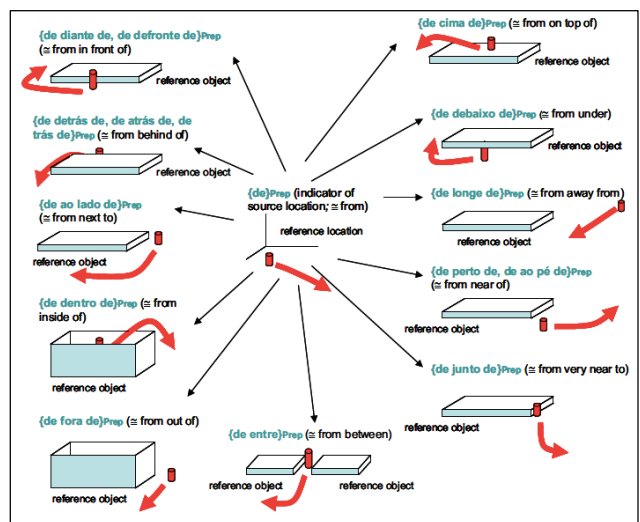 {de diante de, de defronte de}Prep
(≅ from in front of)
reference object
{de detrás de, de atrás de, de
trás de}Prep (≅ from behind of)
reference object
{de ao lado de}Prep
(≅ from next to)
reference object
{de dentro de}Prep (≅ from
inside of)
reference object
{de fora de}Prep (≅ from out of)
reference object
{de}Prep (indicator of
source location; ≅ from)
reference location
{de entre}Prep (≅ from between)
reference object
reference object
{de cima de}Prep (≅ from on top of)
reference object
{de debaixo de}Prep (≅ from under)
reference object
{de longe de}Prep (≅ from away from)
reference object
{de perto de, de ao pé de}Prep
(≅ from near of)
reference object
{de junto de}Prep (≅ from very near to)
reference object